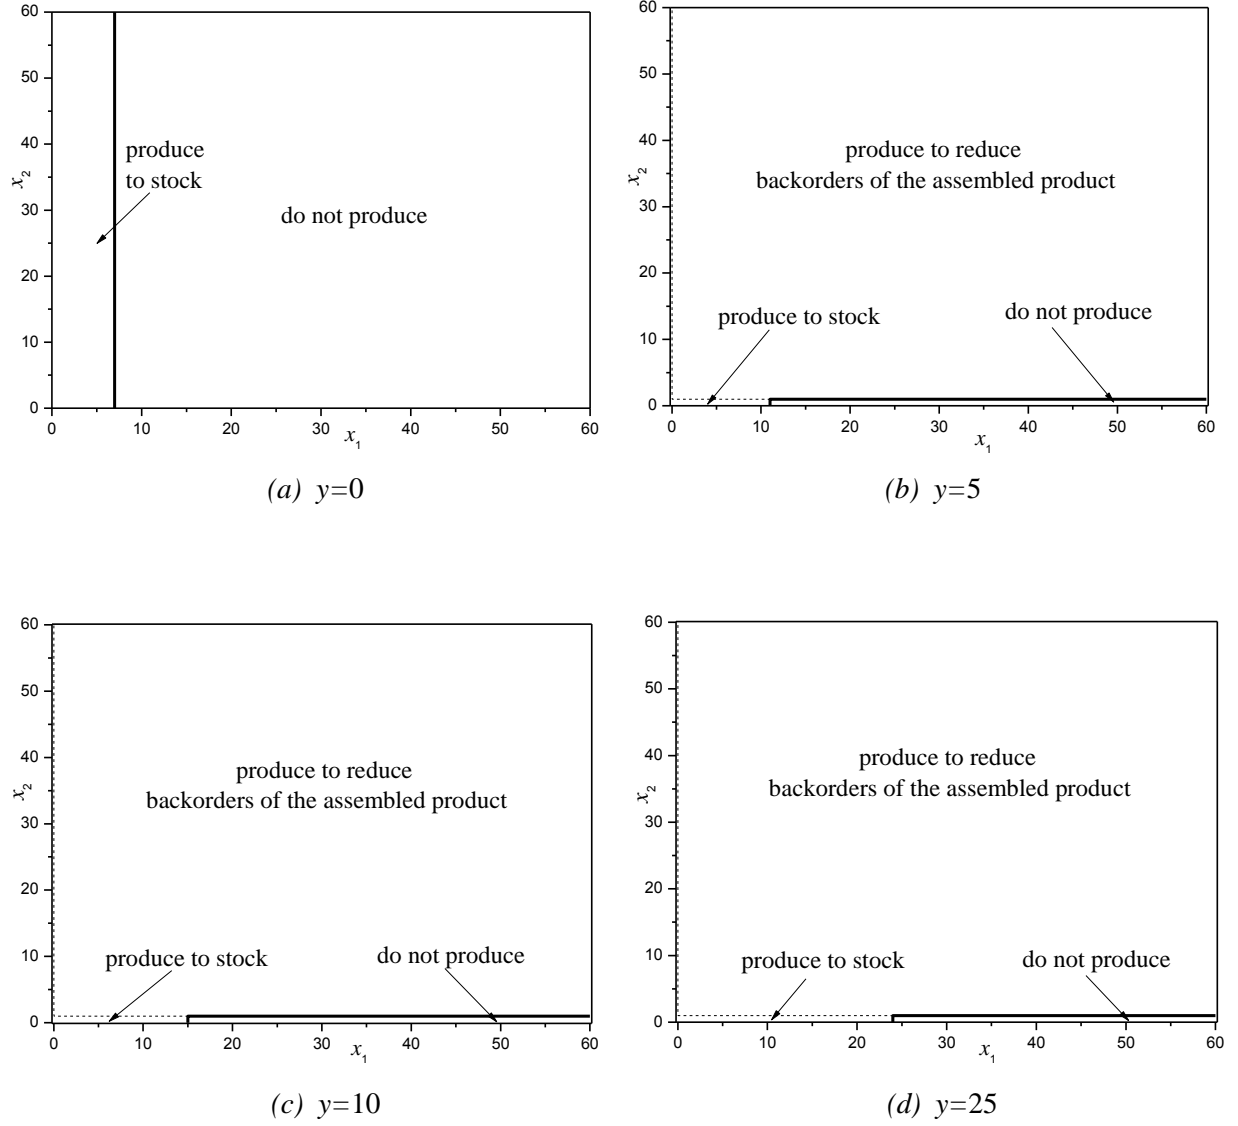 60
50
40
30
20
10
0
x2
produce
to stock
do not produce
0 10 20 30 40 50 60
x1
(a) y=0
60
50
40
30
20
10
0
x2
produce to reduce
backorders of the assembled product
produce to stock
do not produce
0 10 20 30 40 50 60
x1
(b) y=5
60
50
40
30
20
10
0
x2
produce to reduce
backorders of the assembled product
produce to stock
do not produce
0 10 20 30 40 50 60
x1
(c) y=10
60
50
40
30
20
10
0
x2
produce to reduce
backorders of the assembled product
produce to stock
do not produce
0 10 20 30 40 50 60
x1
(d) y=25